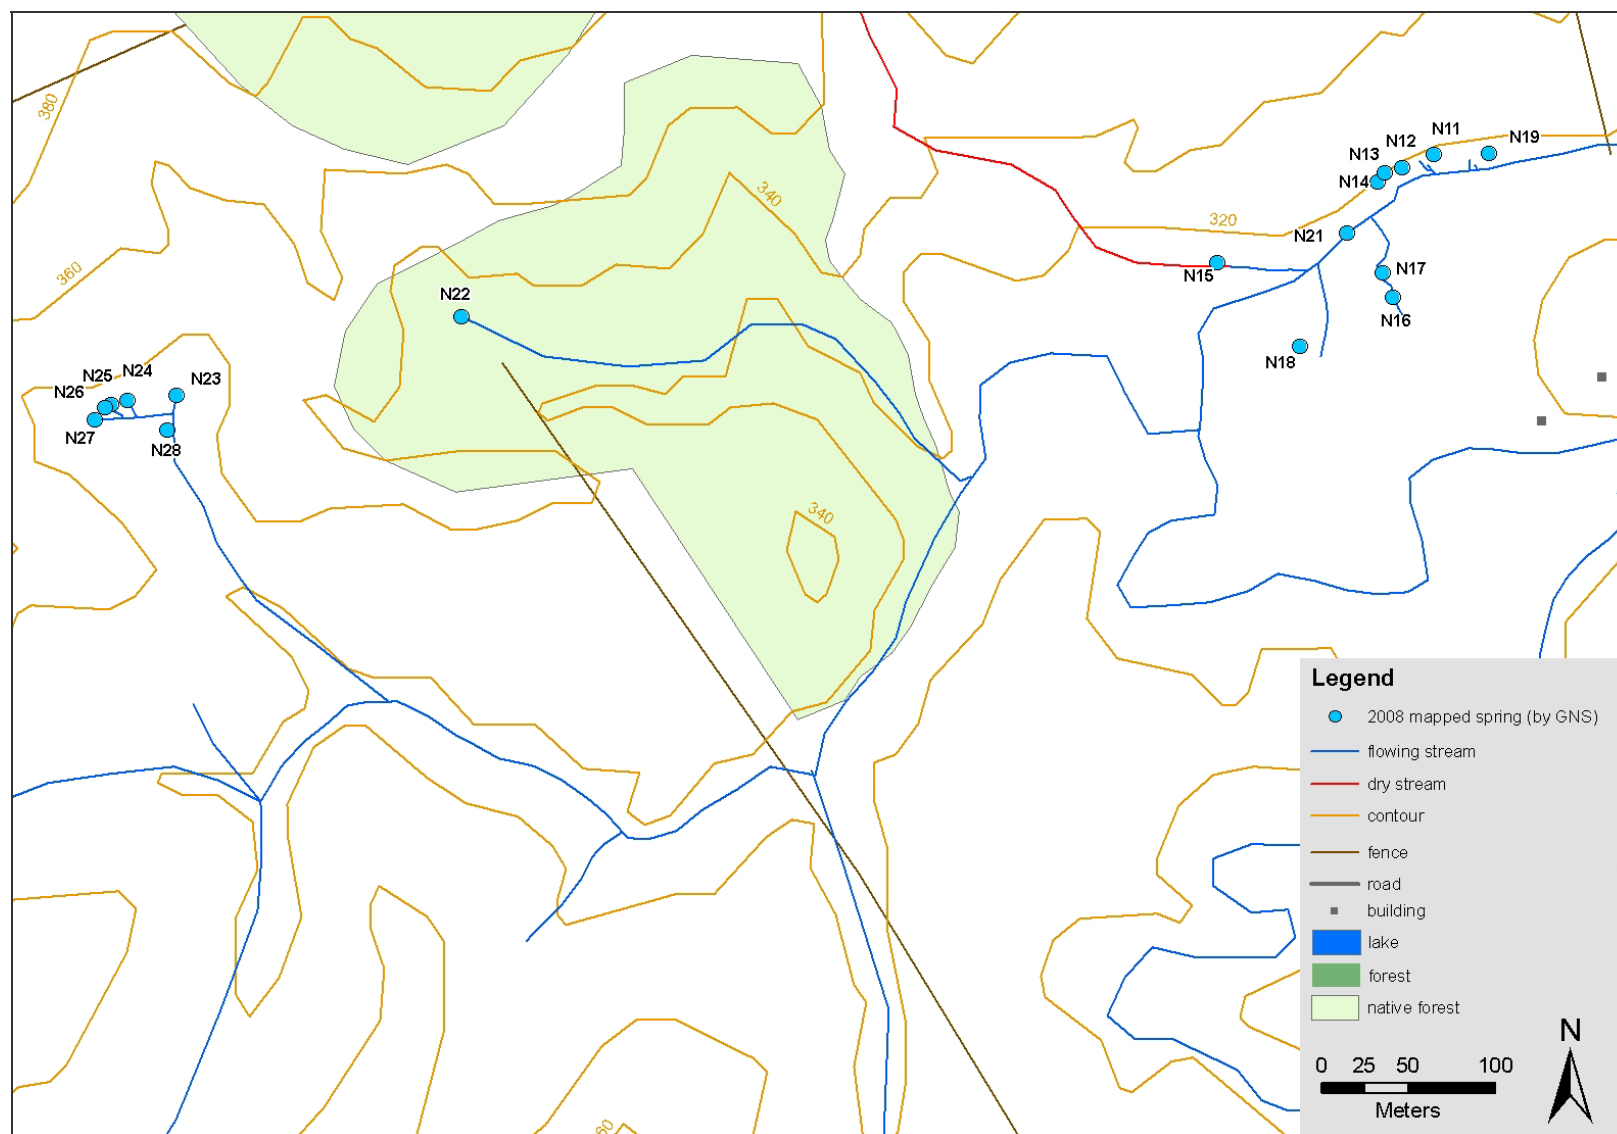 380
360
340
320
340
N11
N19
N12
N13
N14
N21
N15
N17
N16
N18
N22
N23
N24
N25
N26
N27
N28
60
Legend
2008 mapped spring (by GNS)
flowing stream
dry stream
contour
fence
road
building
lake
forest
native forest
N
0 25 50 100
Meters